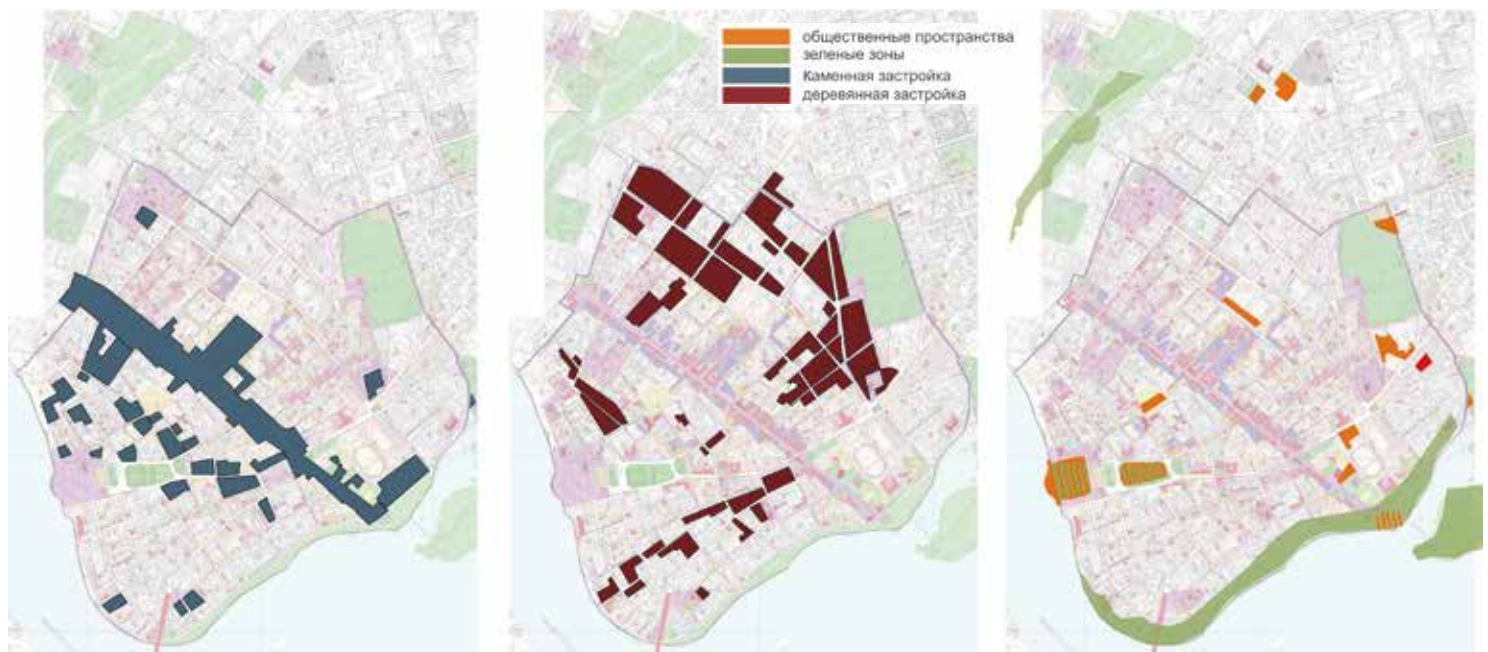 общественные пространства
зеленые зоны
Каменная застройка
деревянная застройка